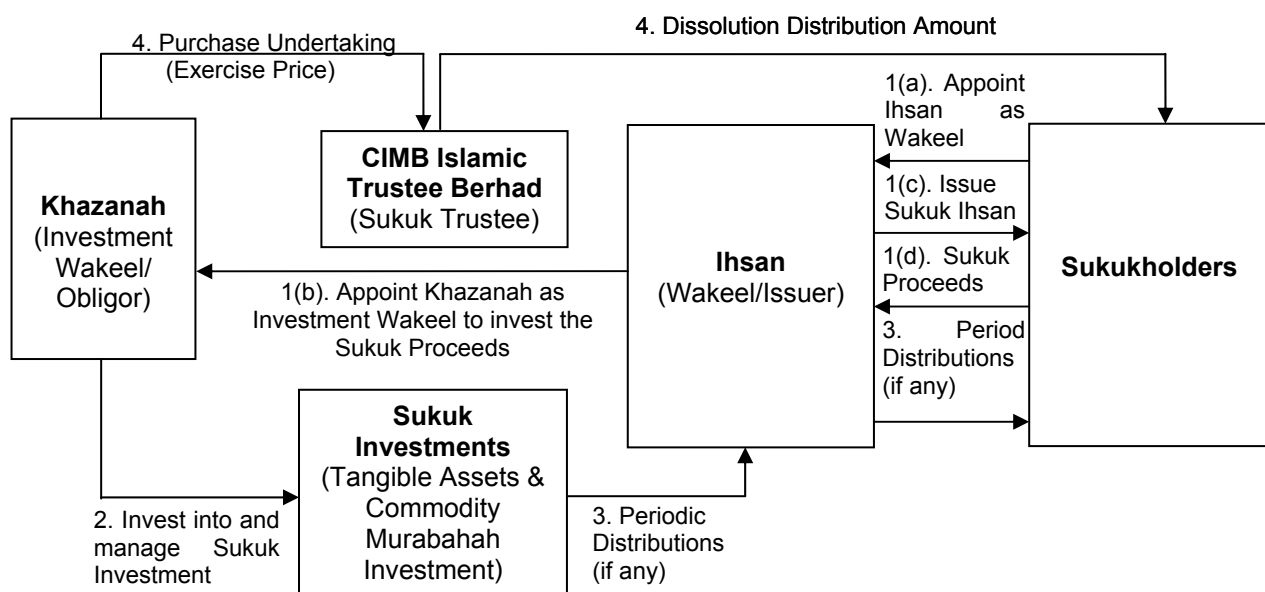 4. Purchase Undertaking
(Exercise Price)
4. Dissolution Distribution Amount
Khazanah
(Investment
Wakeel/
Obligor)
CIMB Islamic
Trustee Berhad
(Sukuk Trustee)
1(b). Appoint Khazanah as
Investment Wakeel to invest the
Sukuk Proceeds
Ihsan
(Wakeel/Issuer)
1(a). Appoint
Ihsan as
Wakeel
1(c). Issue
Sukuk Ihsan
1(d). Sukuk
Proceeds
3. Period
Distributions
(if any)
Sukukholders
2. Invest into and
manage Sukuk
Investment
Sukuk
Investments
(Tangible Assets &
Commodity
Murabahah
Investment)
3. Periodic
Distributions
(if any)